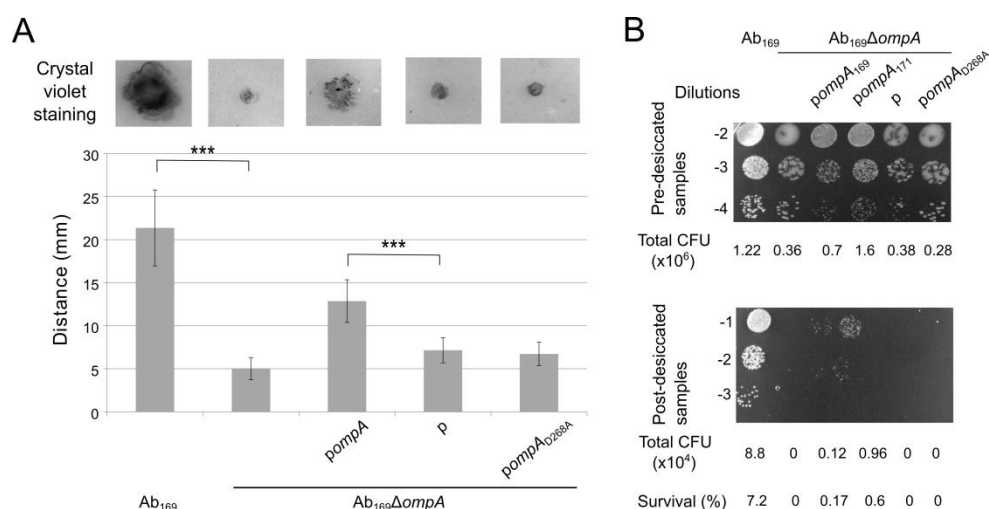 A
Crystal
violet
staining
***
***
30
25
20
15
10
5
0
Distance (mm)
pompA
p
pompA_D268A
Ab₁₆₉
Ab₁₆₉ΔompA
B
Ab₁₆₉
Ab₁₆₉ΔompA
Dilutions
pompA₁₆₉
pompA₁₇₁
p
pompA_D268A
Pre-desiccated
samples
-2
-3
-4
Total CFU
(x10⁶)
1.22 0.36 0.7 1.6 0.38 0.28
Post-desiccated
samples
-1
-2
-3
Total CFU
(x10⁴)
8.8 0 0.12 0.96 0 0
Survival (%) 7.2 0 0.17 0.6 0 0